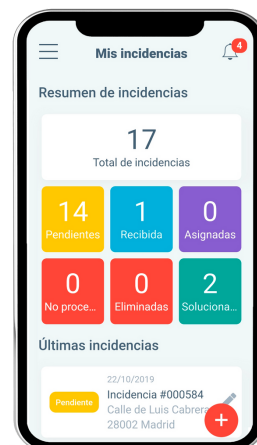 Mis incidencias
4
Resumen de incidencias
17
Total de incidencias
14
Pendientes
1
Recibida
0
Asignadas
0
No proce...
0
Eliminadas
2
Soluciona...
Últimas incidencias
22/10/2019
Pendiente
Incidencia #000584
Calle de Luis Cabrera
28002 Madrid
+